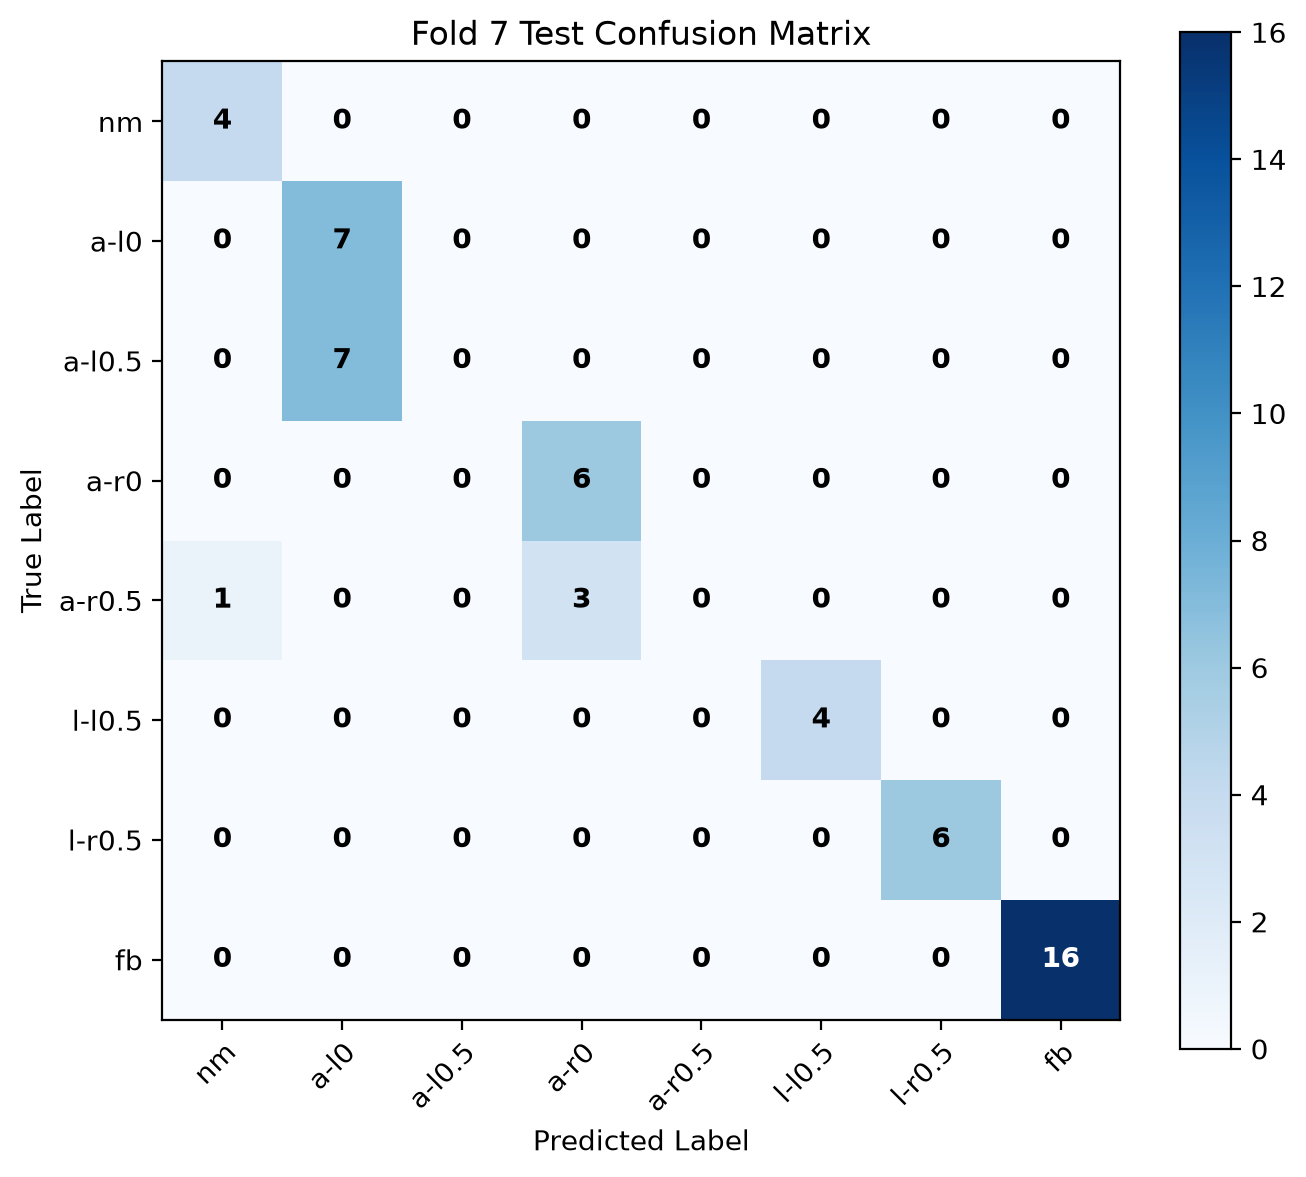 Fold 7 Test Confusion Matrix
nm 4 0 0 0 0 0 0 0
a-l0 0 7 0 0 0 0 0 0
a-l0.5 0 7 0 0 0 0 0 0
a-r0 0 0 0 6 0 0 0 0
a-r0.5 1 0 0 3 0 0 0 0
l-l0.5 0 0 0 0 0 4 0 0
l-r0.5 0 0 0 0 0 0 6 0
fb 0 0 0 0 0 0 0 16
nm a-l0 a-l0.5 a-r0 a-r0.5 l-l0.5 l-r0.5 fb
Predicted Label
True Label
16
14
12
10
8
6
4
2
0